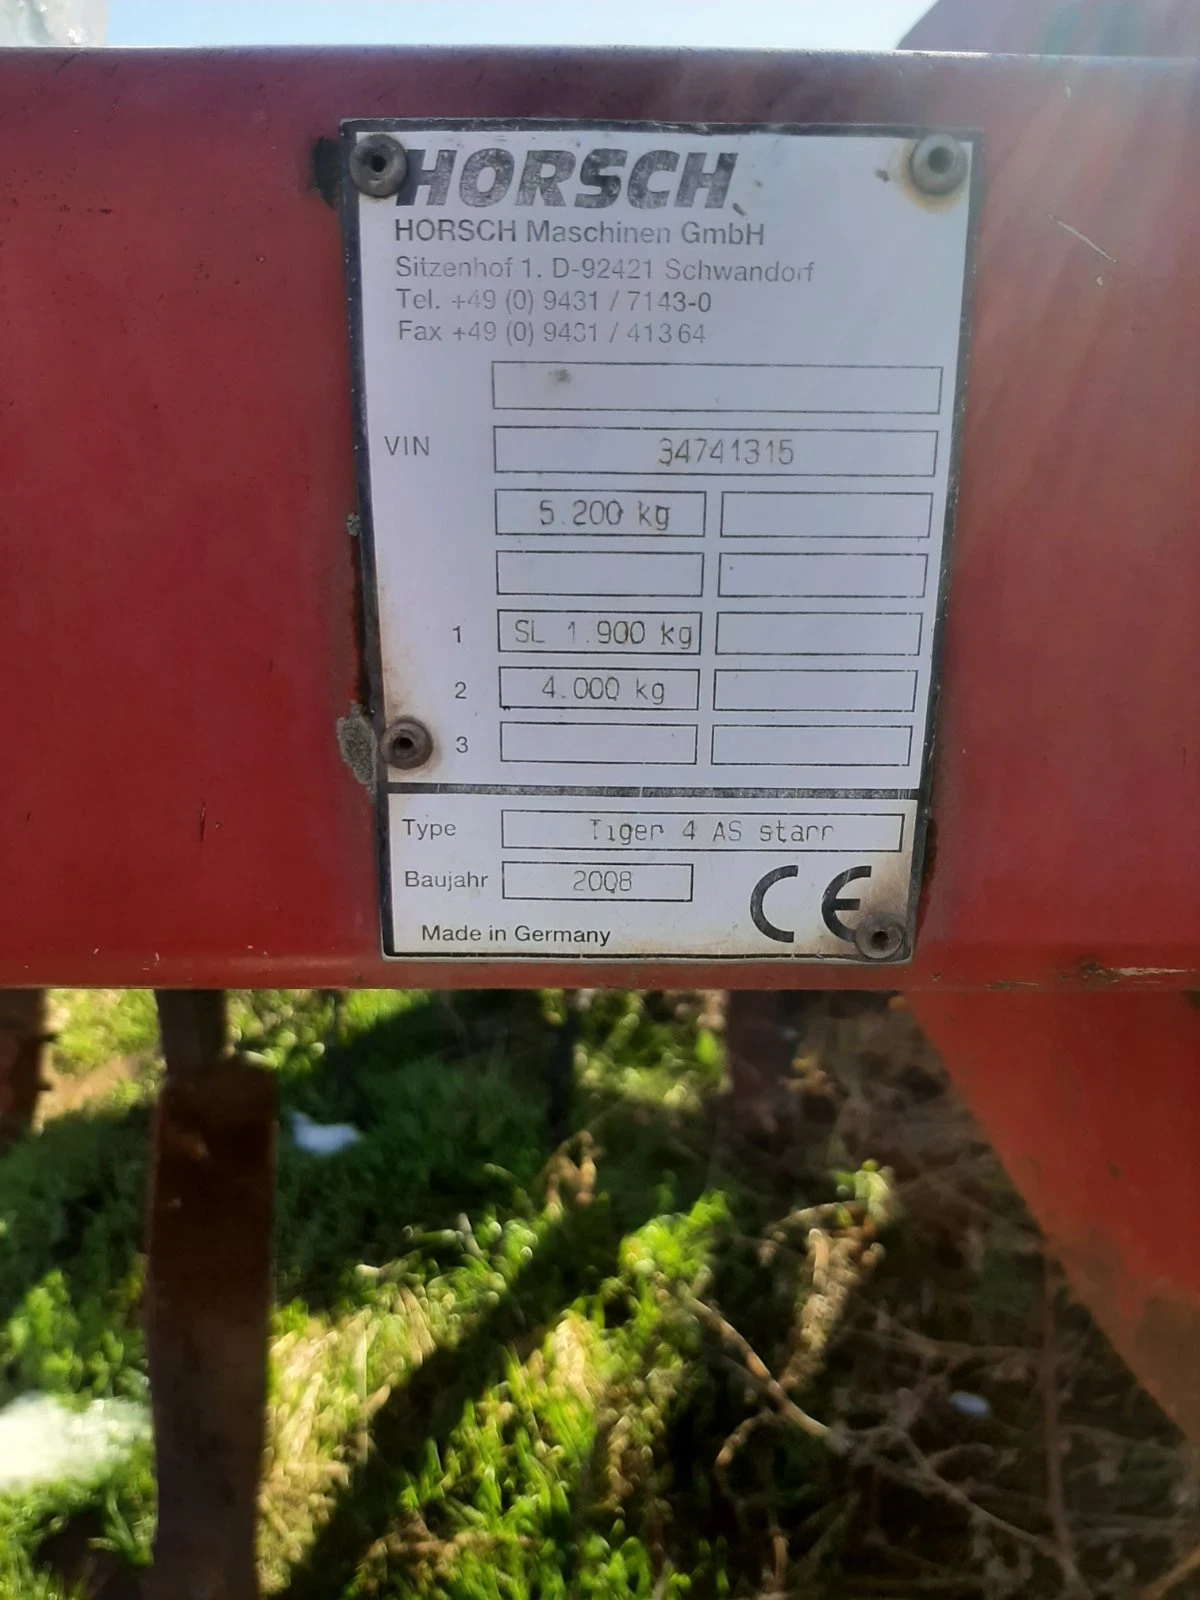 HORSCH
HORSCH Maschinen GmbH
Sitzenhof 1. D-92421 Schwandorf
Tel. +49 (0) 9431 / 7143-0
Fax +49 (0) 9431 / 41364
VIN 34741315
5.200 kg
1 SL 1.900 kg
2 4.000 kg
3
Type Tiger 4 AS starr
Baujahr 2008
Made in Germany CE